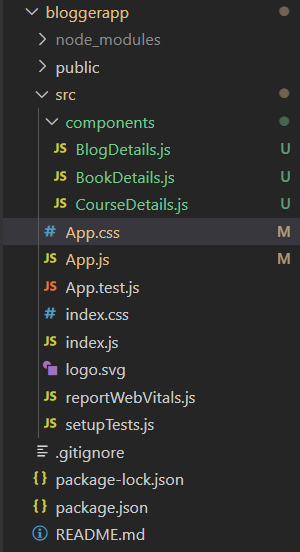 bloggerapp
node_modules
public
src
components
JS BlogDetails.js U
JS BookDetails.js U
JS CourseDetails.js U
# App.css M
JS App.js M
JS App.test.js
# index.css
JS index.js
logo.svg
JS reportWebVitals.js
JS setupTests.js
.gitignore
{} package-lock.json
{} package.json
README.md